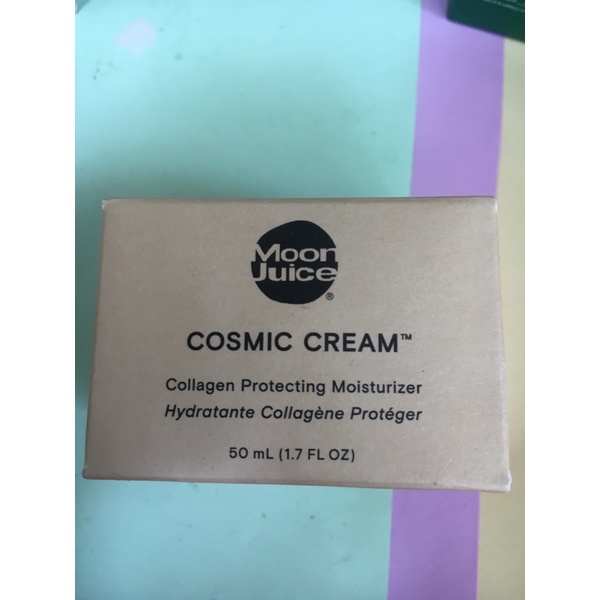 Moon
Juice®
COSMIC CREAM™
Collagen Protecting Moisturizer
Hydratante Collagène Protéger
50 mL (1.7 FL OZ)